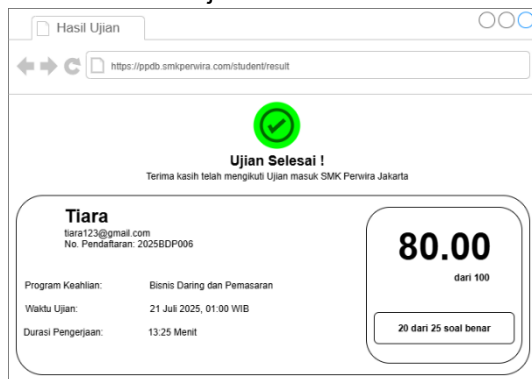 Hasil Ujian
https://ppdb.smkperwira.com/student/result
Ujian Selesai !
Terima kasih telah mengikuti Ujian masuk SMK Perwira Jakarta
Tiara
tiara123@gmail.com
No. Pendaftaran: 2025BDP006
Program Keahlian: Bisnis Daring dan Pemasaran
Waktu Ujian: 21 Juli 2025, 01:00 WIB
Durasi Pengerjaan: 13:25 Menit
80.00
dari 100
20 dari 25 soal benar